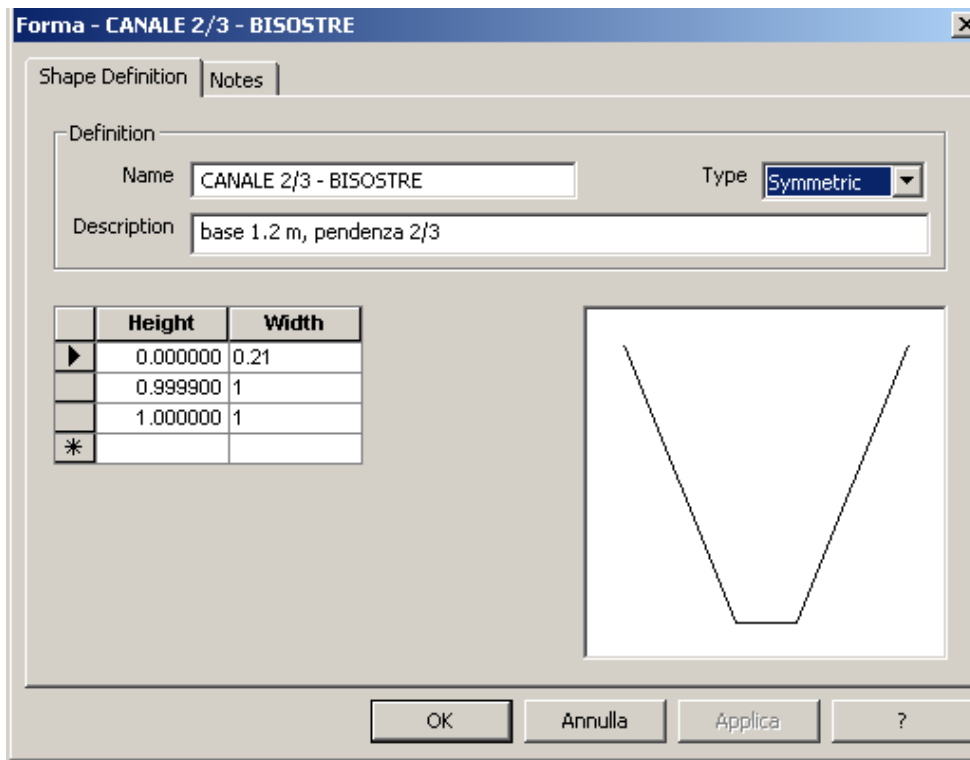 Forma - CANALE 2/3 - BISOSTRE
Shape Definition Notes
Definition
Name CANALE 2/3 - BISOSTRE Type Symmetric
Description base 1.2 m, pendenza 2/3
Height Width
0.000000 0.21
0.999900 1
1.000000 1
OK Annulla Applica ?